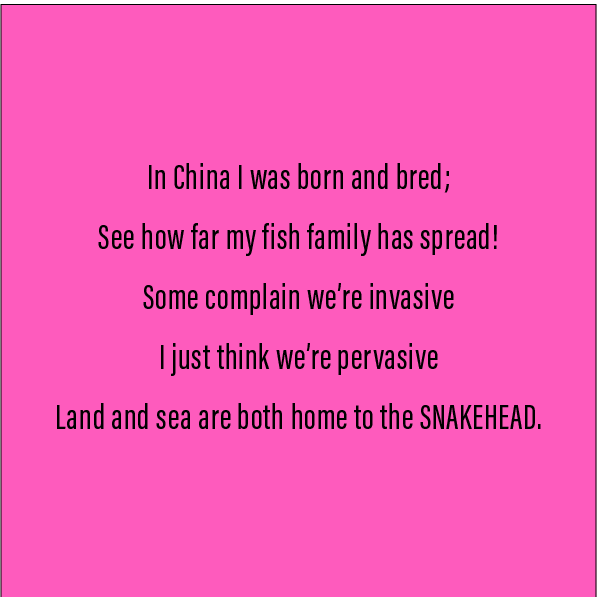 In China I was born and bred;
See how far my fish family has spread!
Some complain we're invasive
I just think we're pervasive
Land and sea are both home to the SNAKEHEAD.